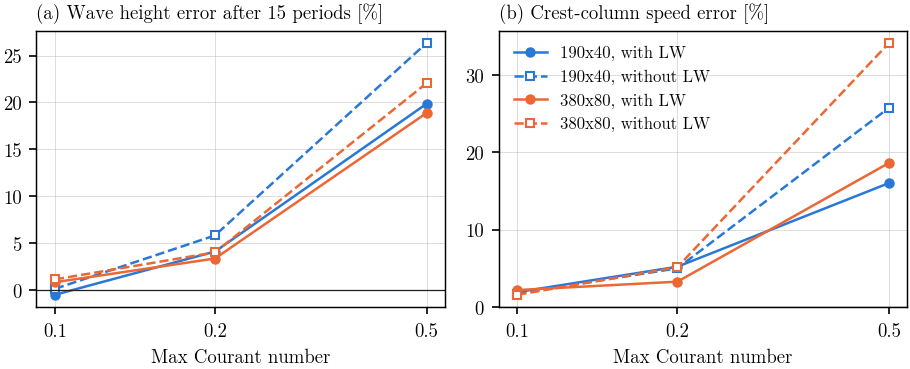 (a) Wave height error after 15 periods [%]
25
20
15
10
5
0
0.1 0.2 0.5
Max Courant number
(b) Crest-column speed error [%]
190x40, with LW
190x40, without LW
380x80, with LW
380x80, without LW
30
20
10
0
0.1 0.2 0.5
Max Courant number